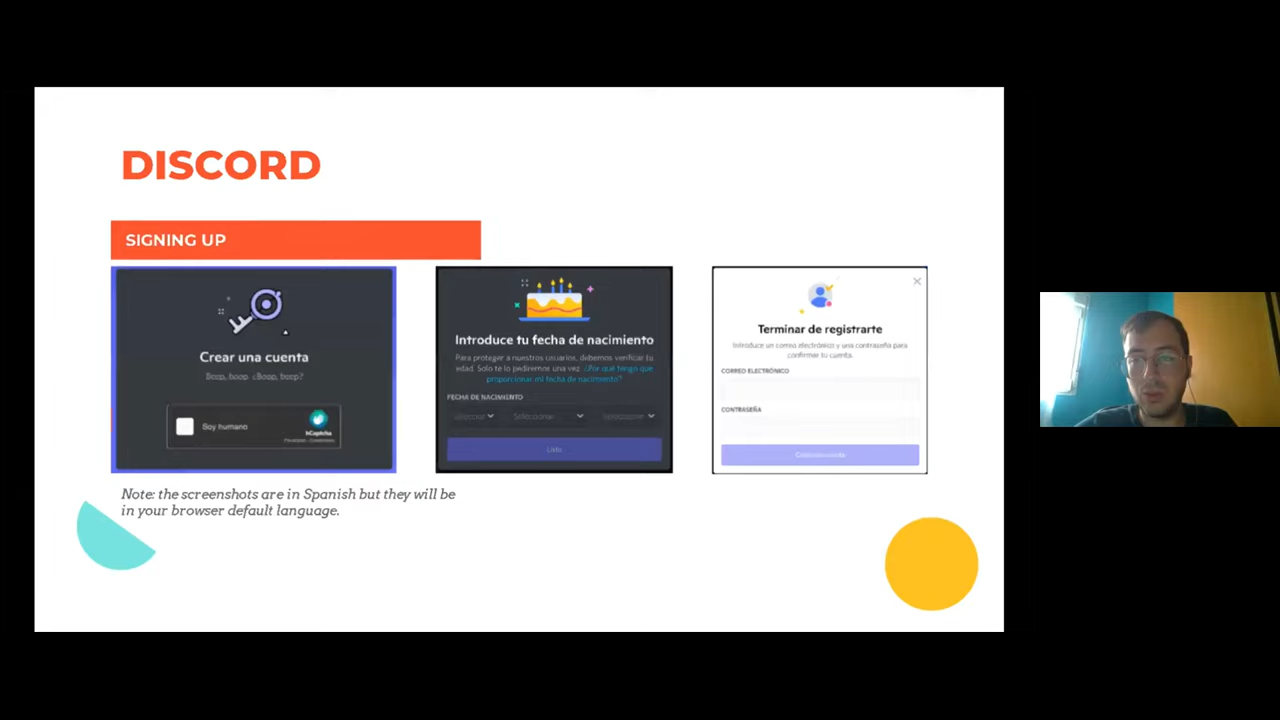 DISCORD
SIGNING UP
Crear una cuenta
Beep, boop. ¿Boop, beep?
Soy humano
hCaptcha
Introduce tu fecha de nacimiento
Para proteger a nuestros usuarios, debemos verificar tu
edad. Solo te lo pediremos una vez. ¿Por qué tengo que
proporcionar mi fecha de nacimiento?
FECHA DE NACIMIENTO
Seleccionar
Listo
Terminar de registrarte
Introduce un correo electrónico y una contraseña para
confirmar tu cuenta.
CORREO ELECTRÓNICO
CONTRASEÑA
Note: the screenshots are in Spanish but they will be
in your browser default language.